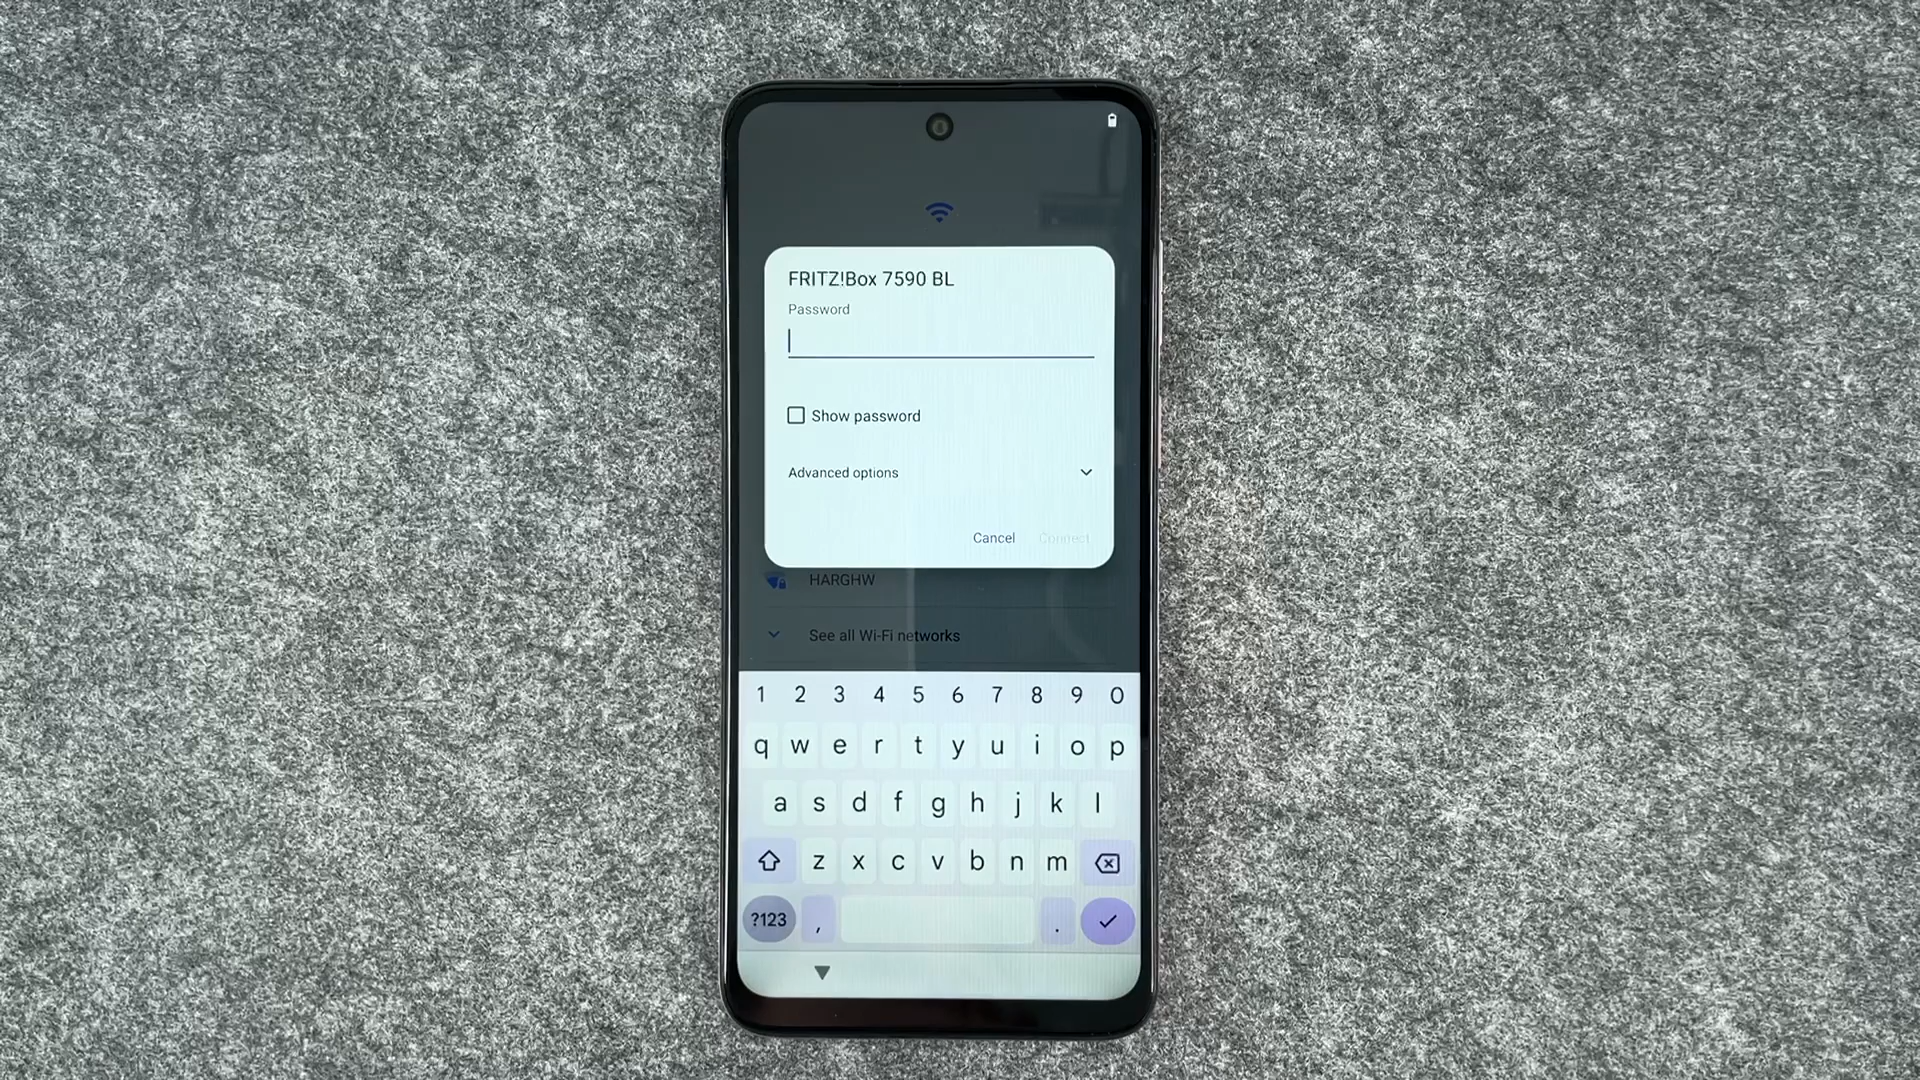 FRITZ!Box 7590 BL
Password
Show password
Advanced options
Cancel Connect
HARGHW
See all Wi-Fi networks
1 2 3 4 5 6 7 8 9 0
q w e r t y u i o p
a s d f g h j k l
z x c v b n m
?123 , .